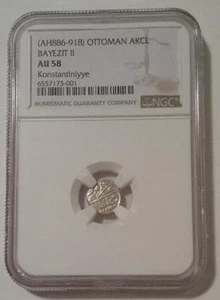 (AH886-918) OTTOMAN AKCE
BAYEZIT II
AU 58
Konstantiniyye
6557173-001
NUMISMATIC GUARANTY COMPANY
NGC